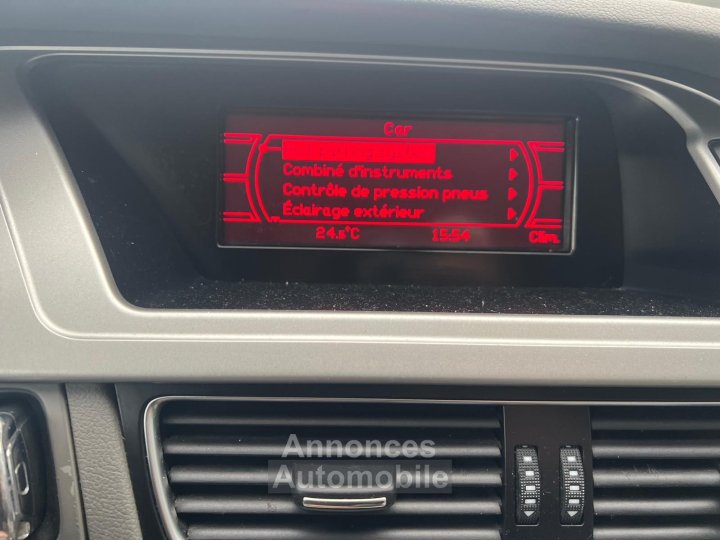 Car
Combiné d'instruments
Contrôle de pression pneus
Éclairage extérieur
24.5°C 15:54 Clim.
Annonces
Automobile